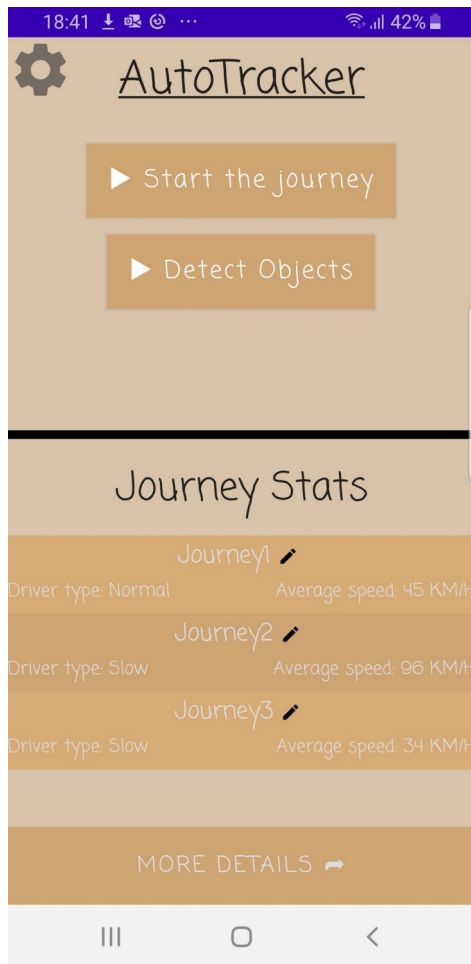 18:41 ... 42%
AutoTracker
Start the journey
Detect Objects
Journey Stats
Journey1
Driver type: Normal Average speed: 45 KM/H
Journey2
Driver type: Slow Average speed: 96 KM/H
Journey3
Driver type: Slow Average speed: 34 KM/H
MORE DETAILS